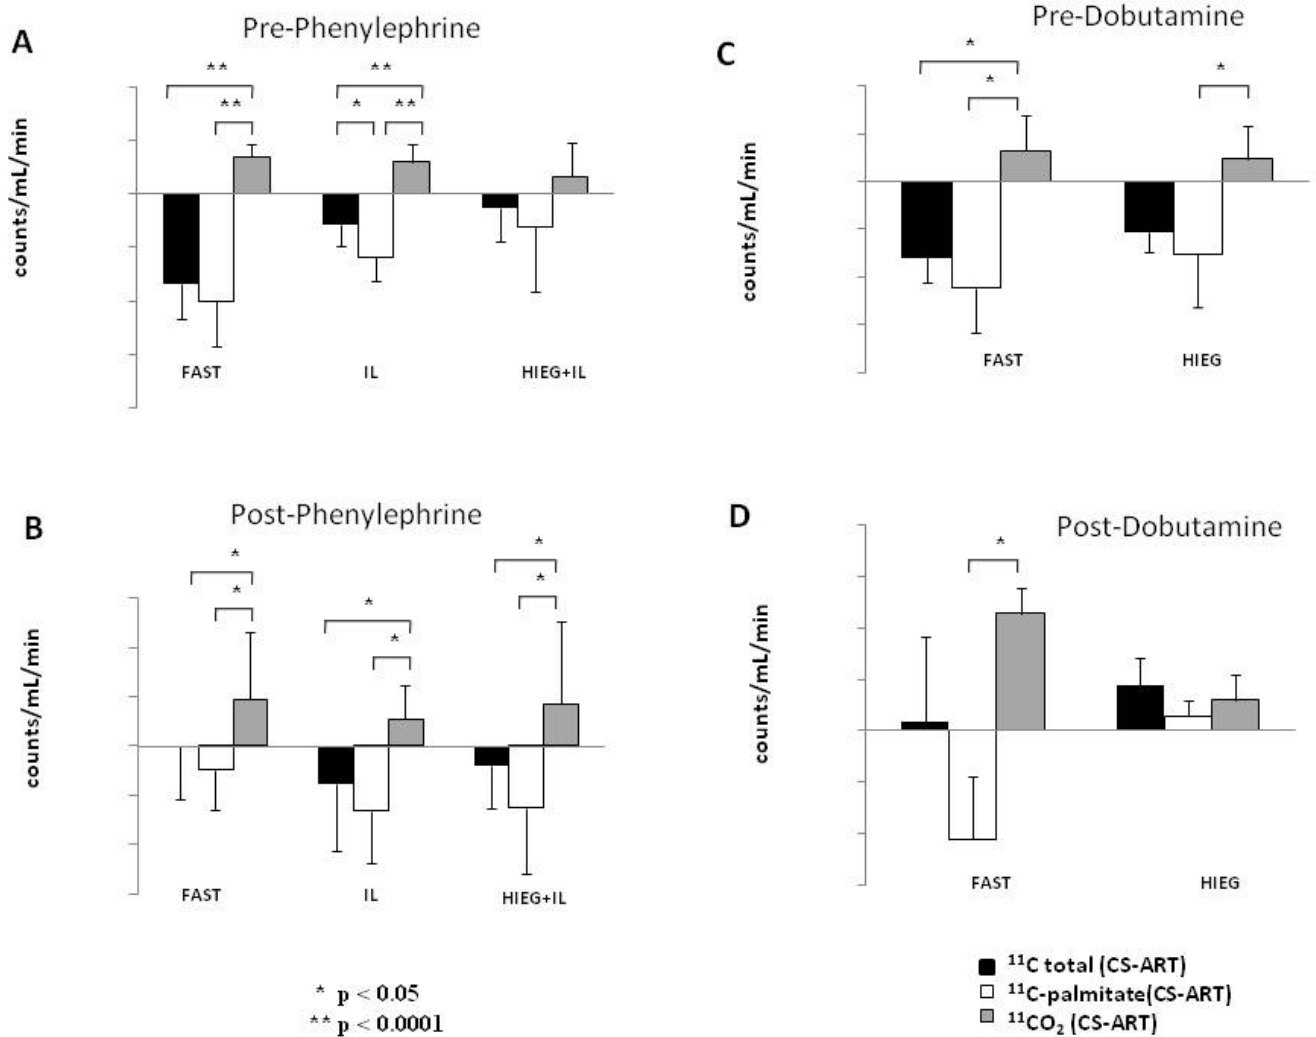 A
Pre-Phenylephrine
counts/mL/min
** **
** * **
FAST IL HIEG+IL
C
Pre-Dobutamine
counts/mL/min
*
* *
FAST HIEG
B
Post-Phenylephrine
counts/mL/min
* * *
* * *
FAST IL HIEG+IL
D
Post-Dobutamine
counts/mL/min
*
FAST HIEG
* p < 0.05
** p < 0.0001
¹¹C total (CS-ART)
¹¹C-palmitate(CS-ART)
¹¹CO₂ (CS-ART)